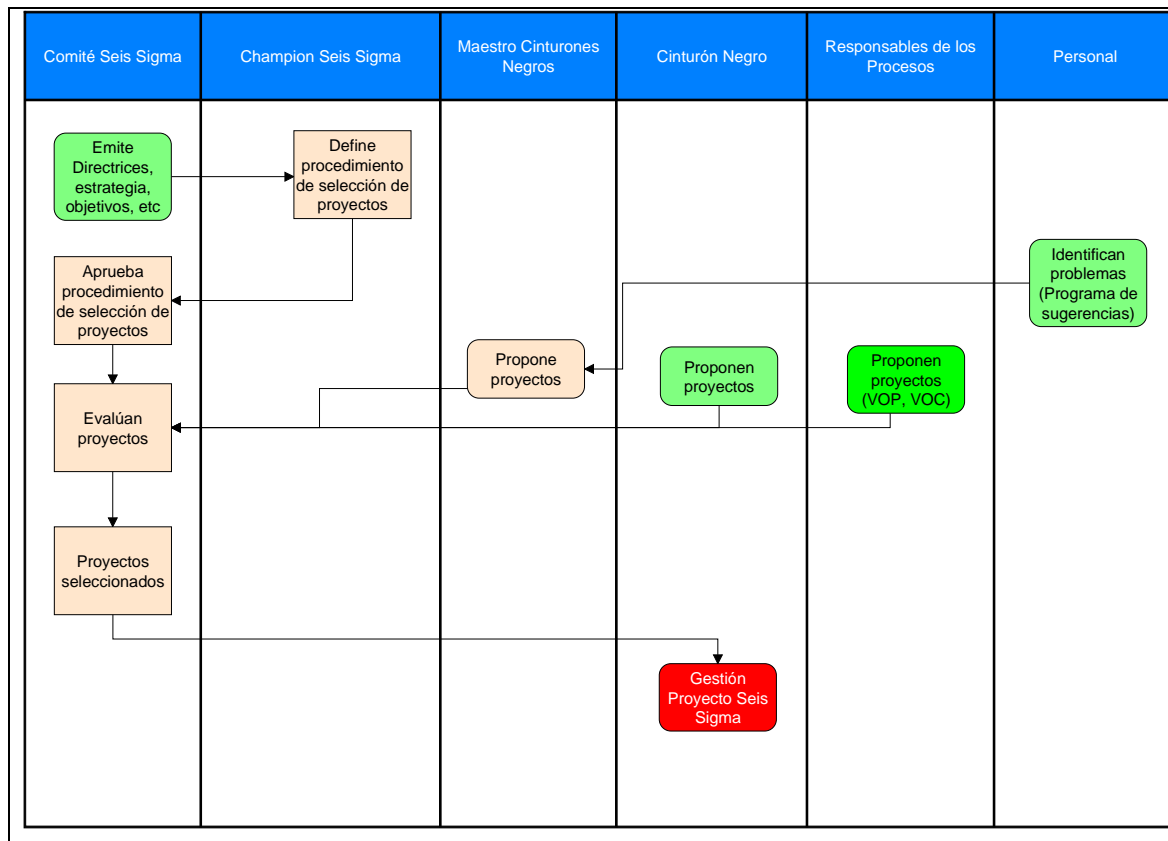 Comité Seis Sigma
Champion Seis Sigma
Maestro Cinturones
Negros
Cinturón Negro
Responsables de los
Procesos
Personal
Emite
Directrices,
estrategia,
objetivos, etc
Define
procedimiento
de selección de
proyectos
Aprueba
procedimiento
de selección de
proyectos
Identifican
problemas
(Programa de
sugerencias)
Propone
proyectos
Proponen
proyectos
Proponen
proyectos
(VOP, VOC)
Evalúan
proyectos
Proyectos
seleccionados
Gestión
Proyecto Seis
Sigma